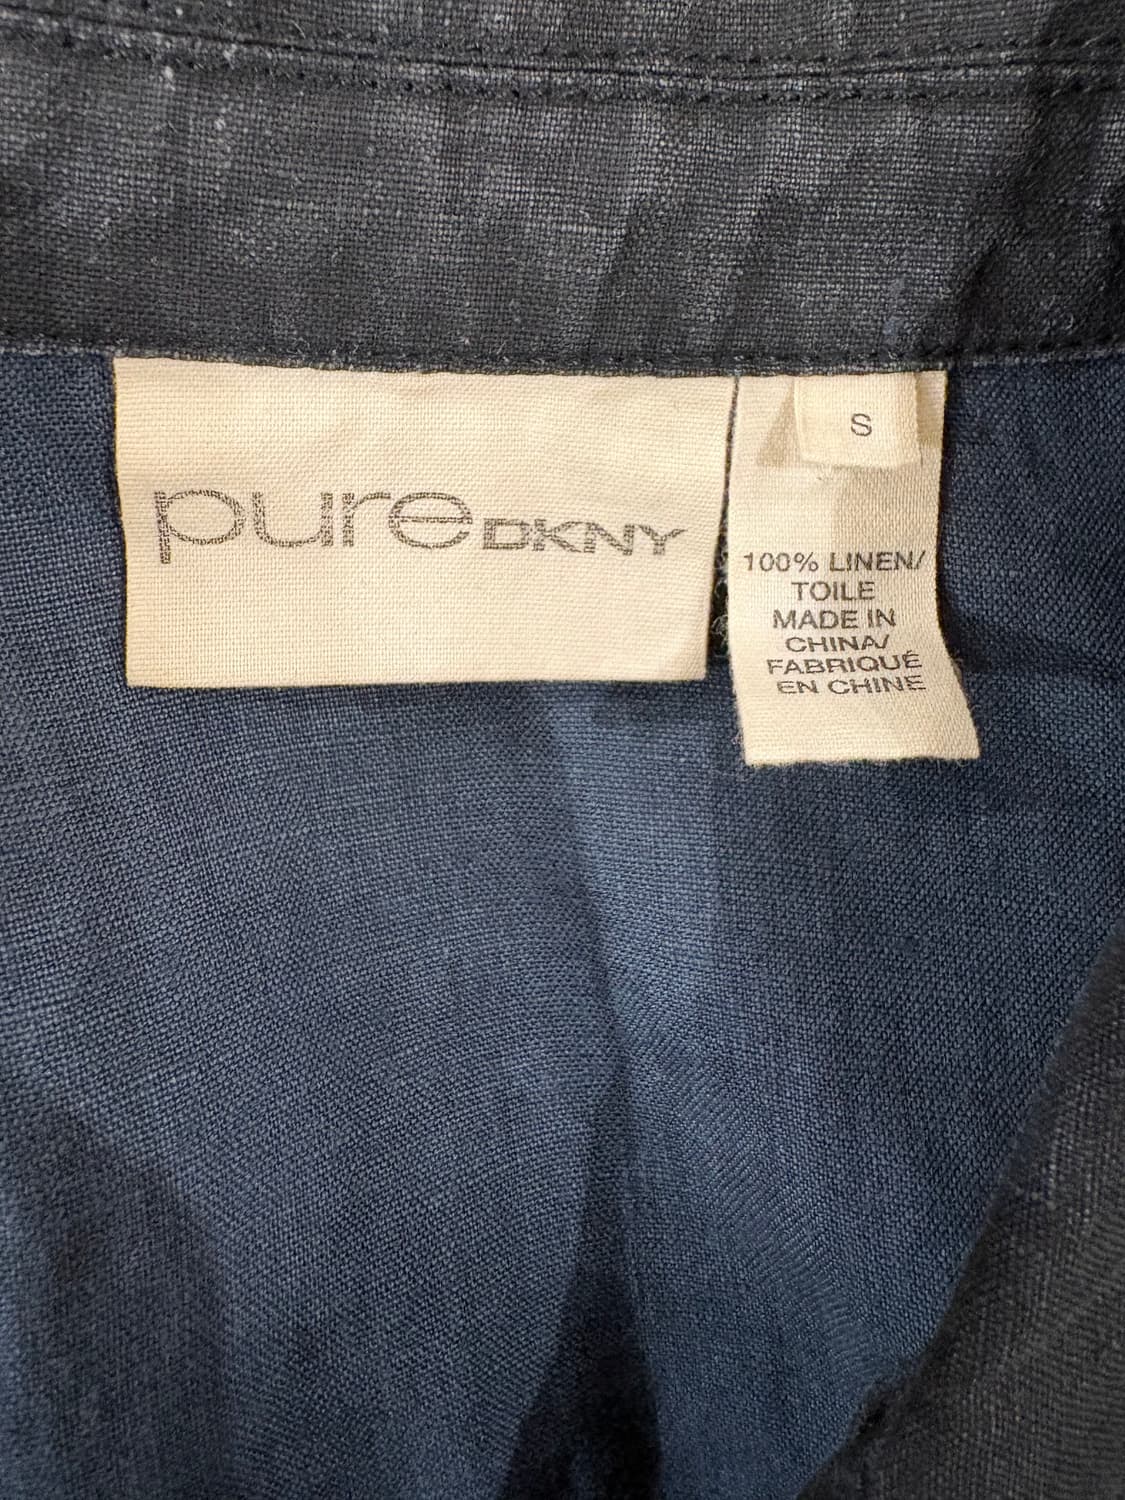 pure DKNY
S
100% LINEN/
TOILE
MADE IN
CHINA/
FABRIQUÉ
EN CHINE